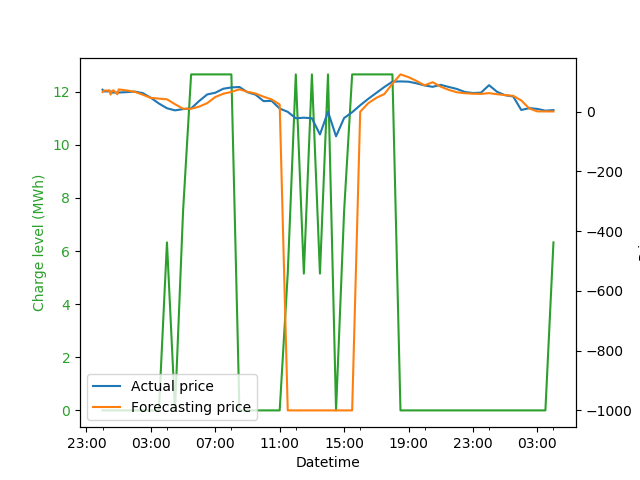 12
10
8
6
4
2
0
Charge level (MWh)
0
−200
−400
−600
−800
−1000
Actual price
Forecasting price
23:00 03:00 07:00 11:00 15:00 19:00 23:00 03:00
Datetime